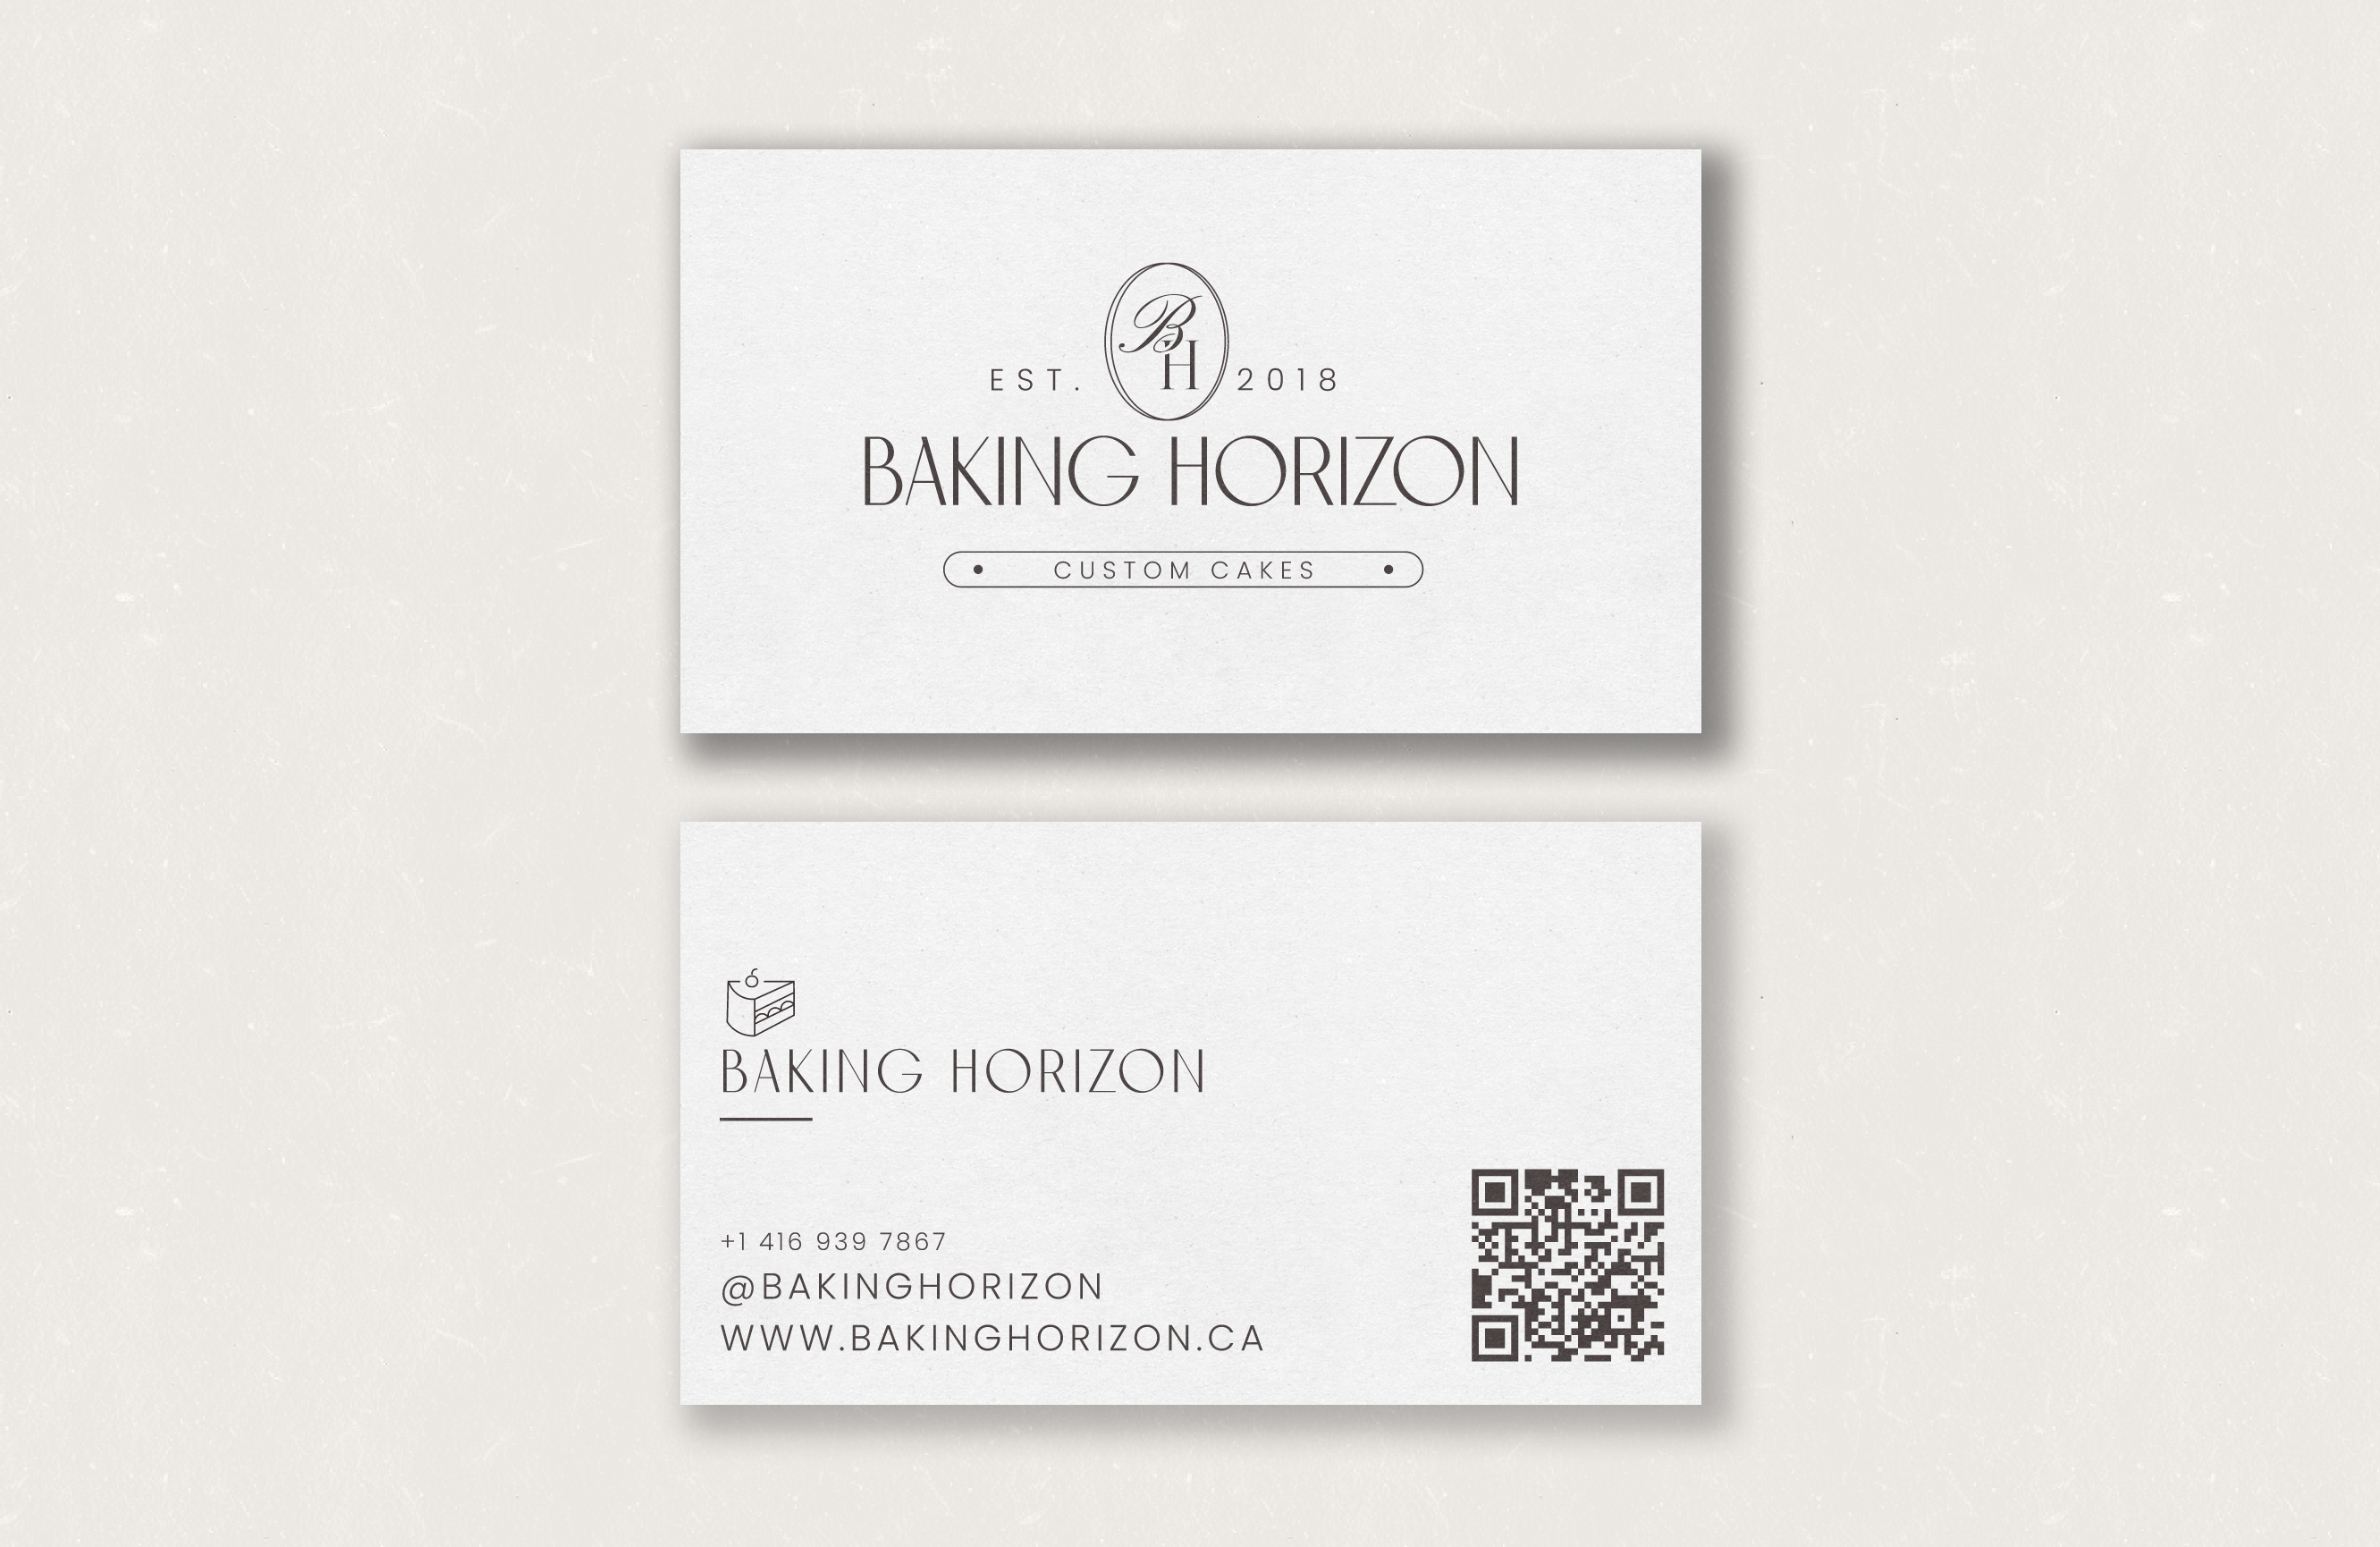 BH
EST. 2018
BAKING HORIZON
• CUSTOM CAKES •
BAKING HORIZON
+1 416 939 7867
@BAKINGHORIZON
WWW.BAKINGHORIZON.CA